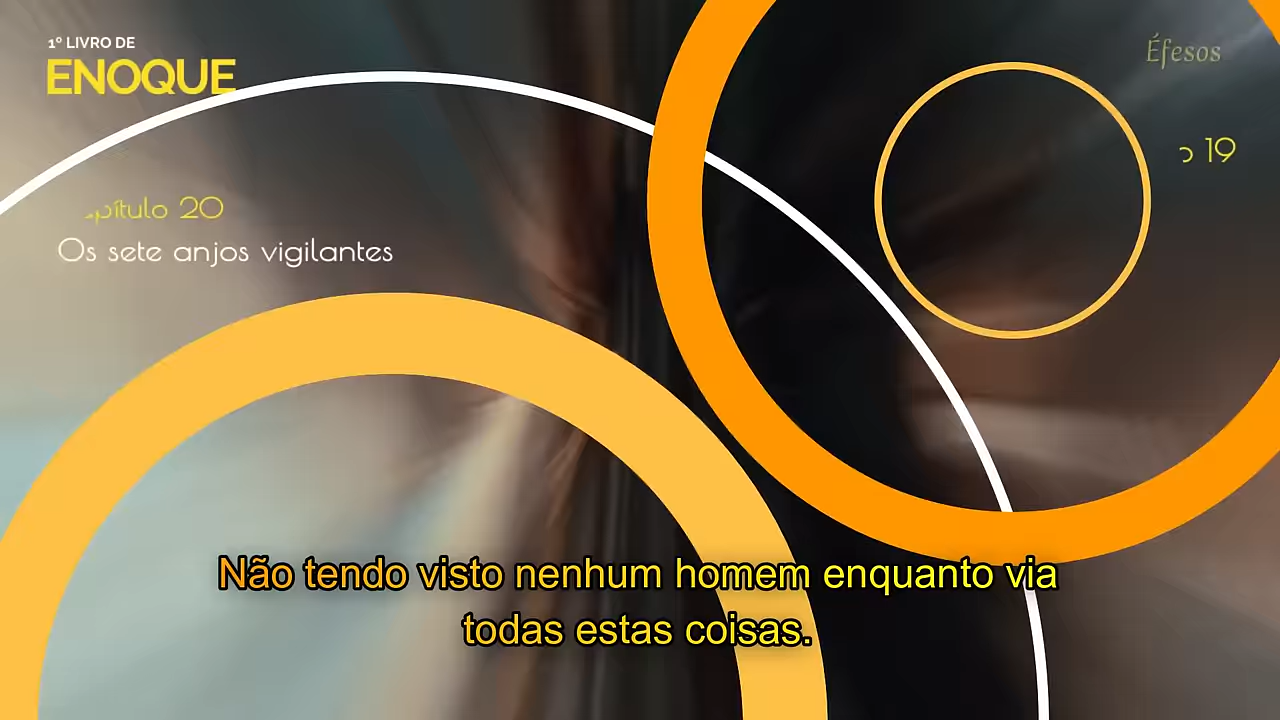 1º LIVRO DE
ENOQUE
Éfesos
19
20
Os sete anjos vigilantes
Não tendo visto nenhum homem enquanto via
todas estas coisas.